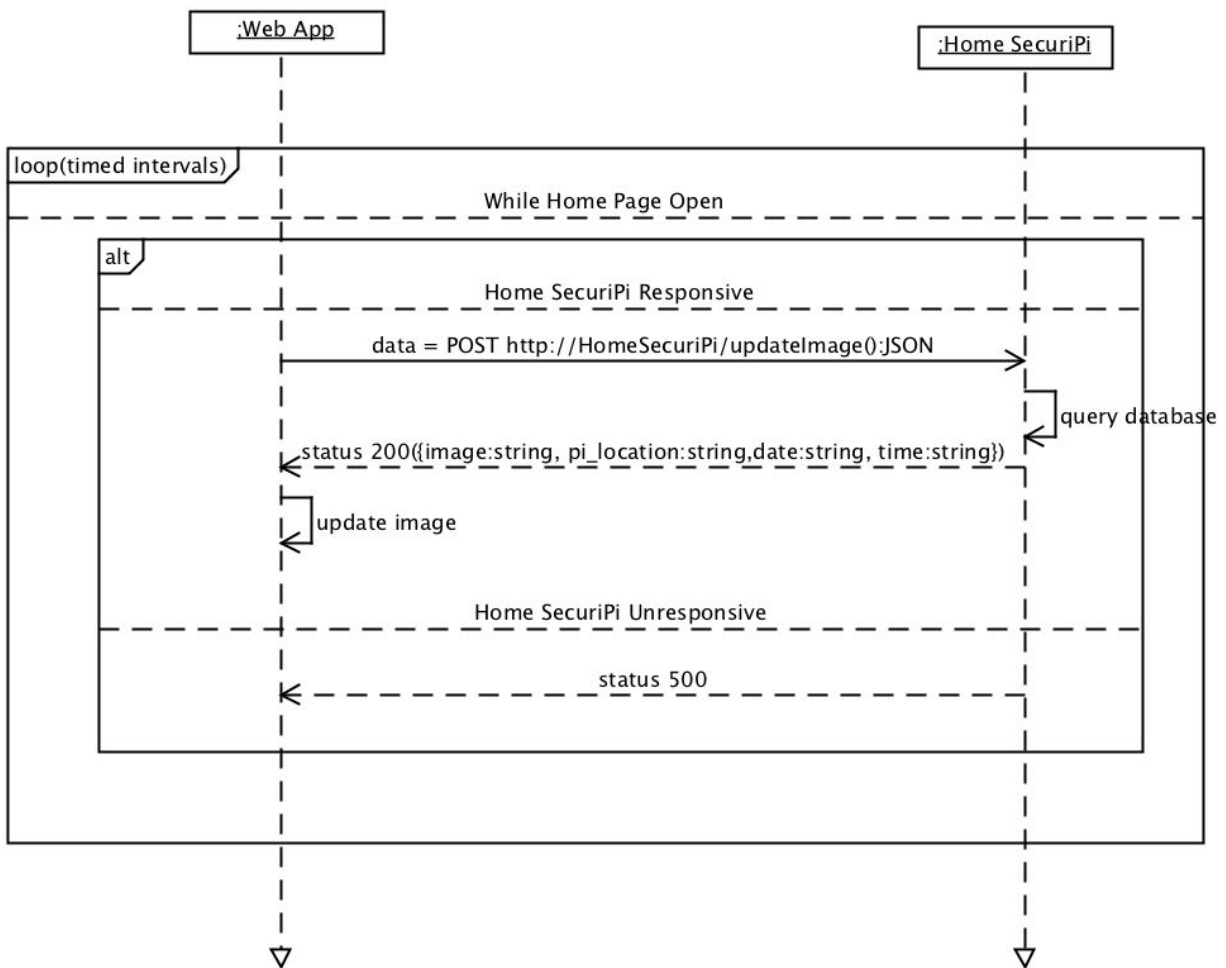 ;Web App
;Home SecuriPi
loop(timed intervals)
While Home Page Open
alt
Home SecuriPi Responsive
data = POST http://HomeSecuriPi/updateImage():JSON
query database
status 200({image:string, pi_location:string,date:string, time:string})
update image
Home SecuriPi Unresponsive
status 500